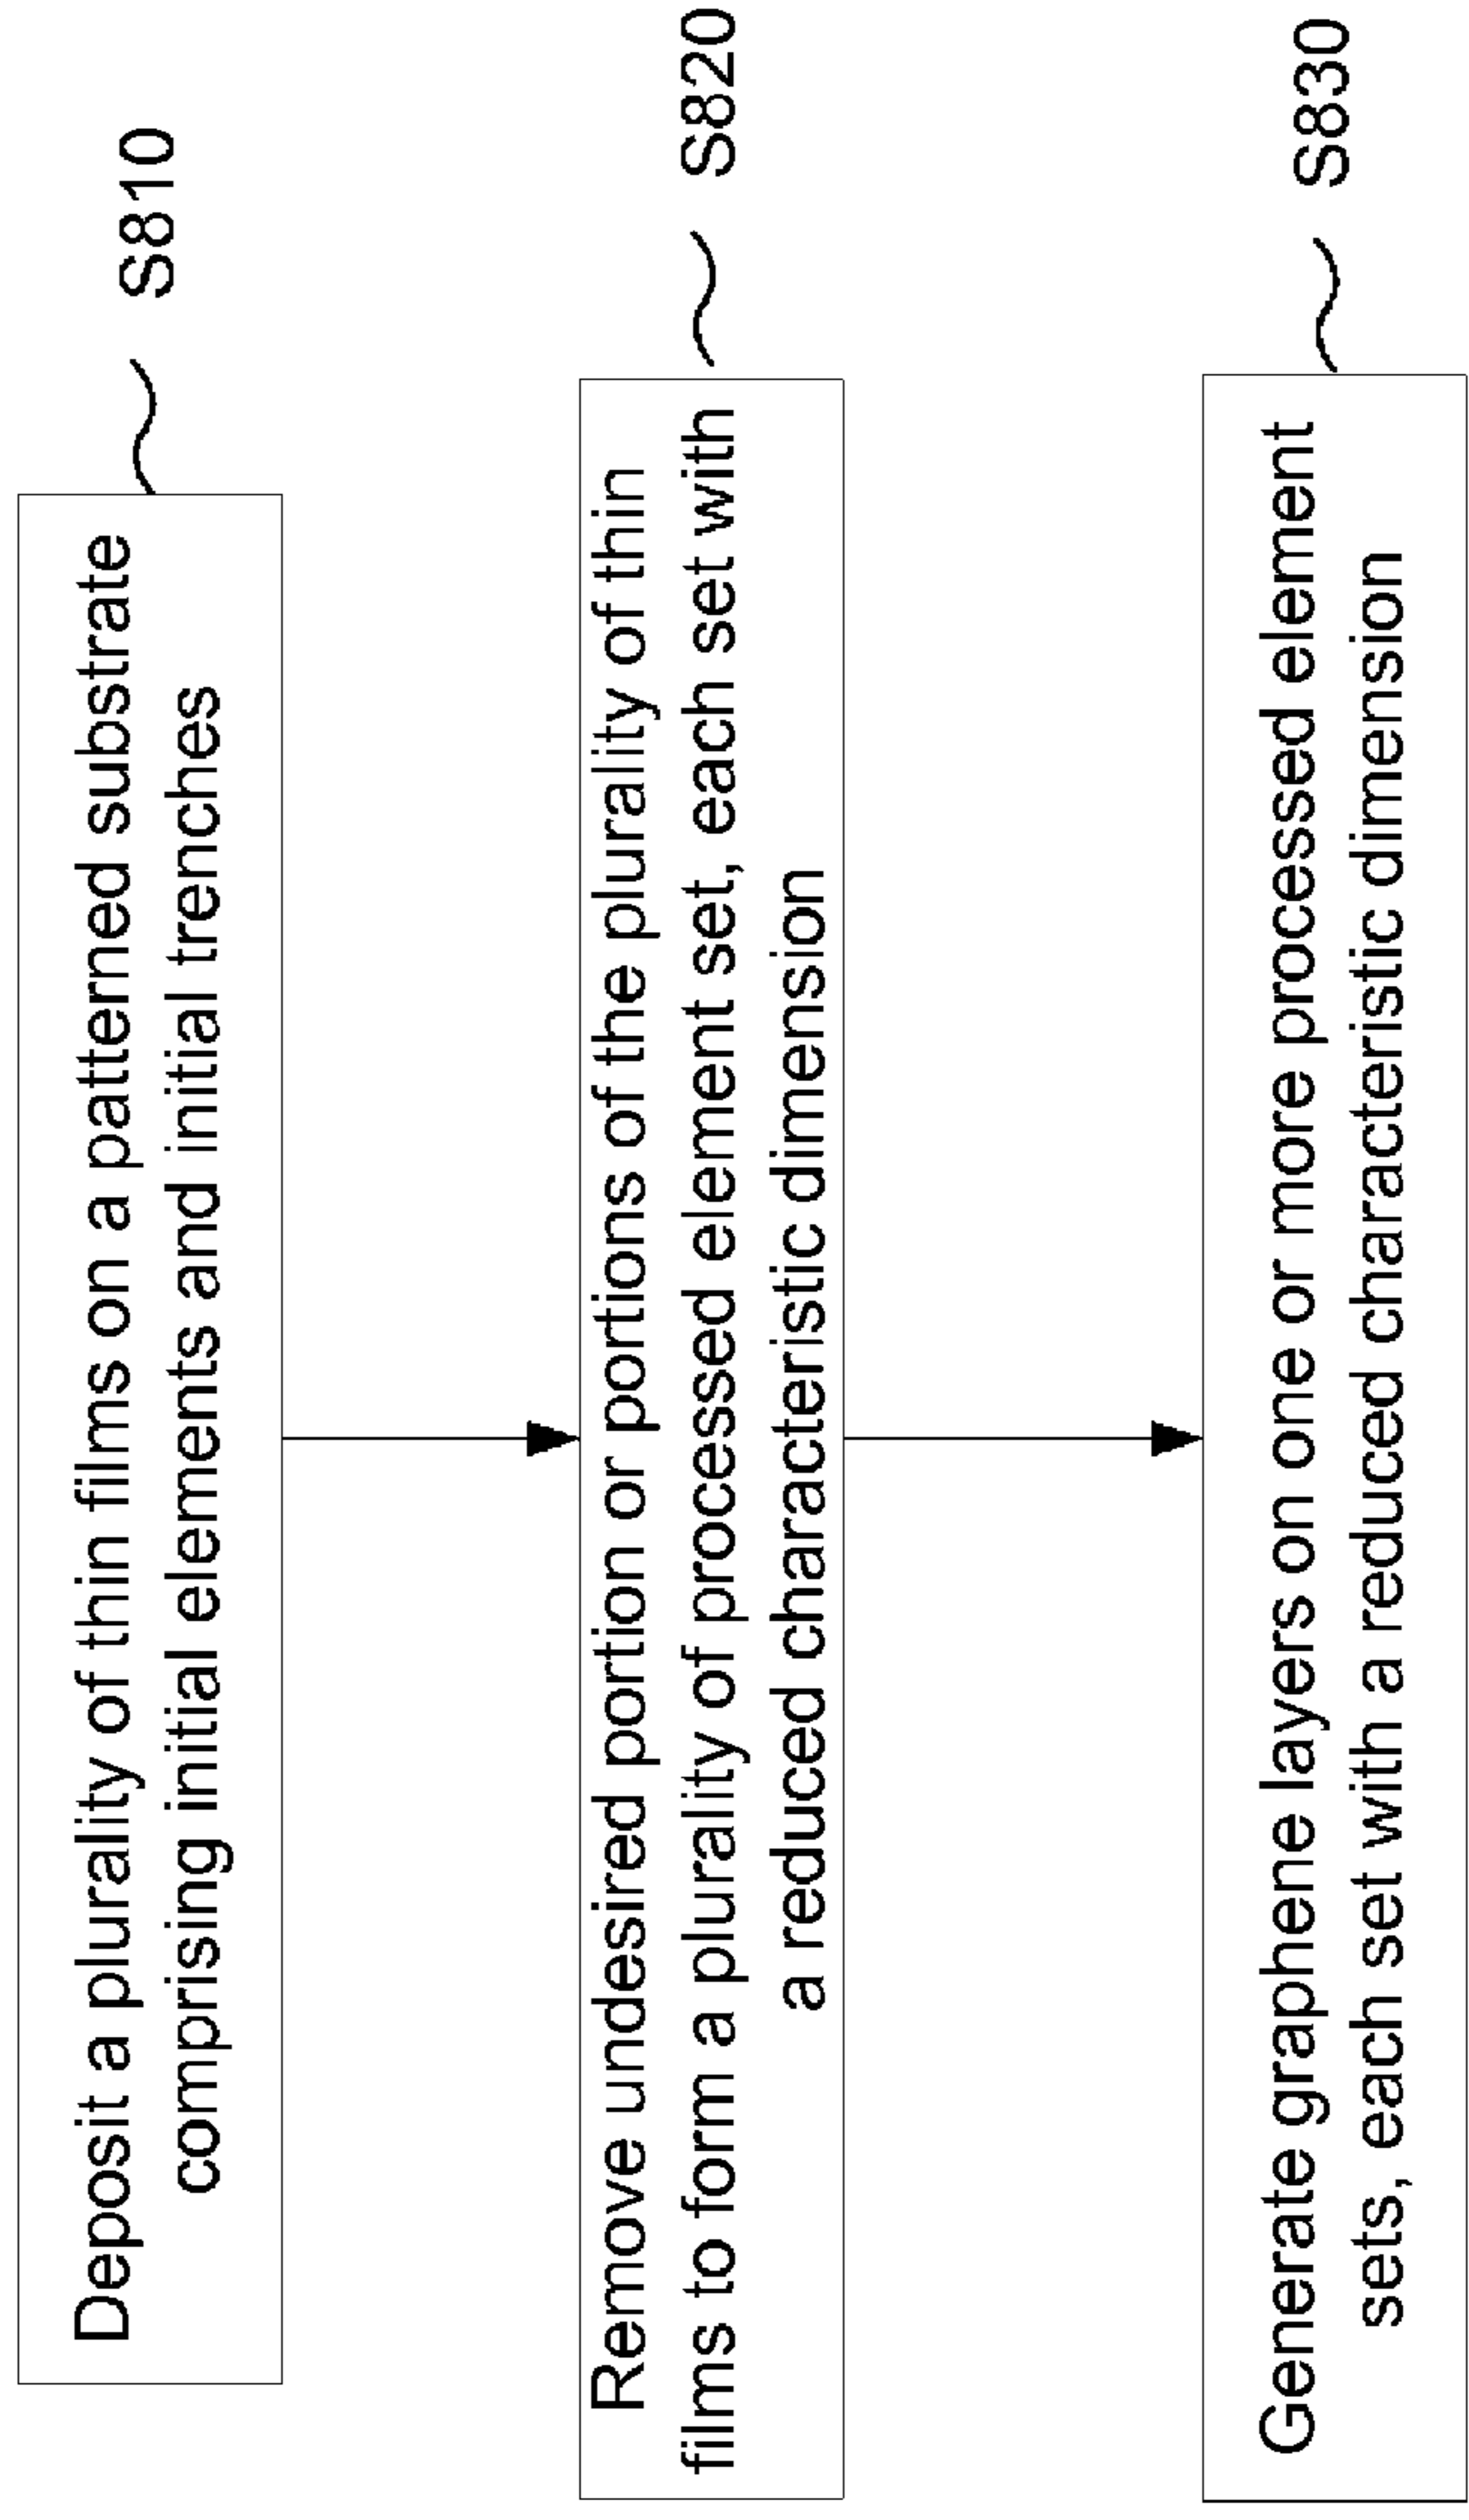 Deposit a plurality of thin films on a patterned substrate
comprising initial elements and initial trenches
S810
Remove undesired portion or portions of the plurality of thin
films to form a plurality of processed element set, each set with
a reduced characteristic dimension
S820
Generate graphene layers on one or more processed element
sets, each set with a reduced characteristic dimension
S830